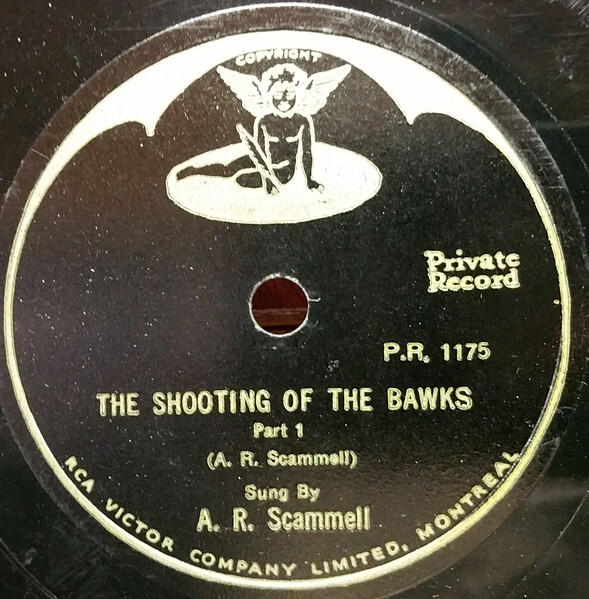 COPYRIGHT
Private
Record
P.R. 1175
THE SHOOTING OF THE BAWKS
Part 1
(A. R. Scammell)
Sung By
A. R. Scammell
RCA VICTOR COMPANY LIMITED, MONTREAL